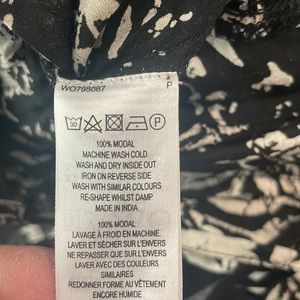 WO798087
P
30
P
100% MODAL
MACHINE WASH COLD
WASH AND DRY INSIDE OUT
IRON ON REVERSE SIDE
WASH WITH SIMILAR COLOURS
RE-SHAPE WHILST DAMP
MADE IN INDIA
100% MODAL
LAVAGE À FROID EN MACHINE.
LAVER ET SÉCHER SUR L'ENVERS
NE REPASSER QUE SUR L'ENVERS
LAVER AVEC DES COULEURS
SIMILAIRES
REDONNER FORME AU VÊTEMENT
ENCORE HUMIDE